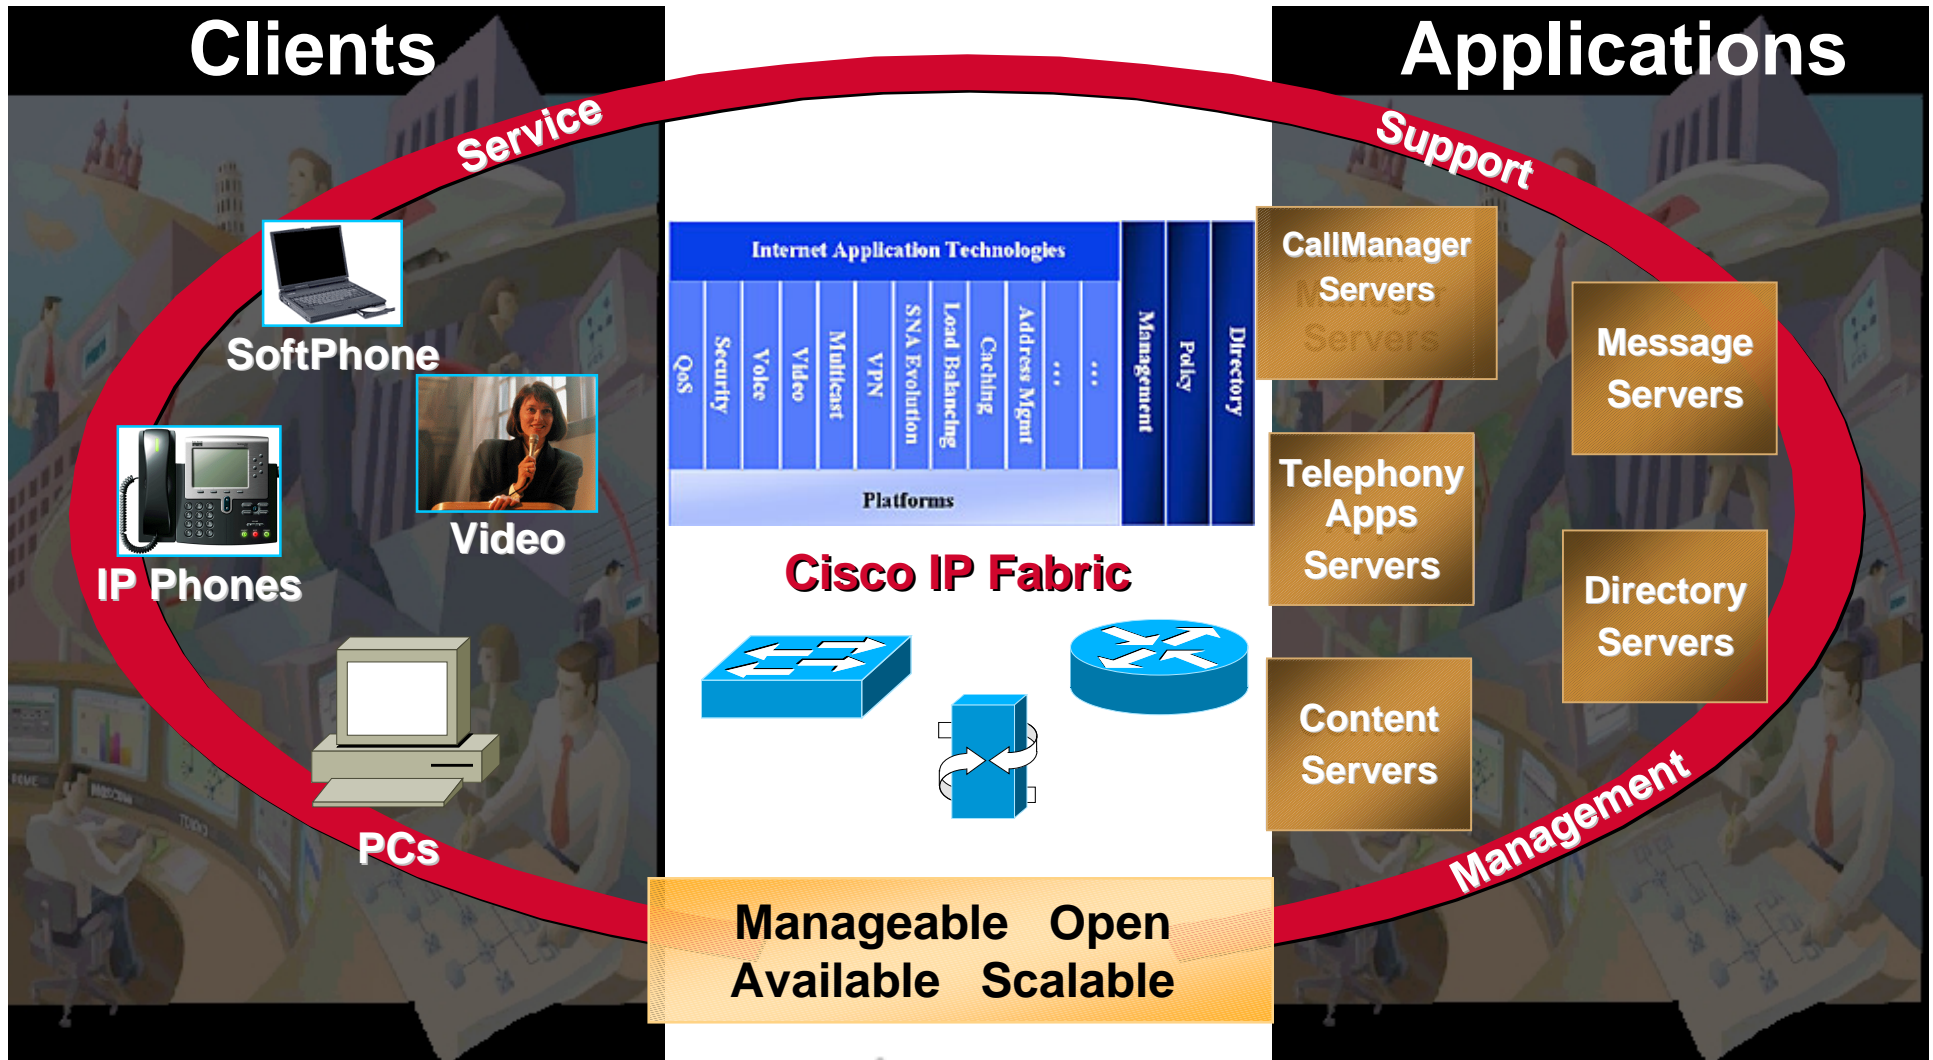 Clients
Applications
Service
Support
SoftPhone
Video
IP Phones
PCs
Internet Application Technologies
QoS
Security
Voice
Video
Multicast
VPN
SNA Evolution
Load Balancing
Caching
Address Mgmt
...
...
Management
Policy
Directory
Platforms
Cisco IP Fabric
CallManager
Servers
Message
Servers
Telephony
Apps
Servers
Directory
Servers
Content
Servers
Management
Manageable Open
Available Scalable